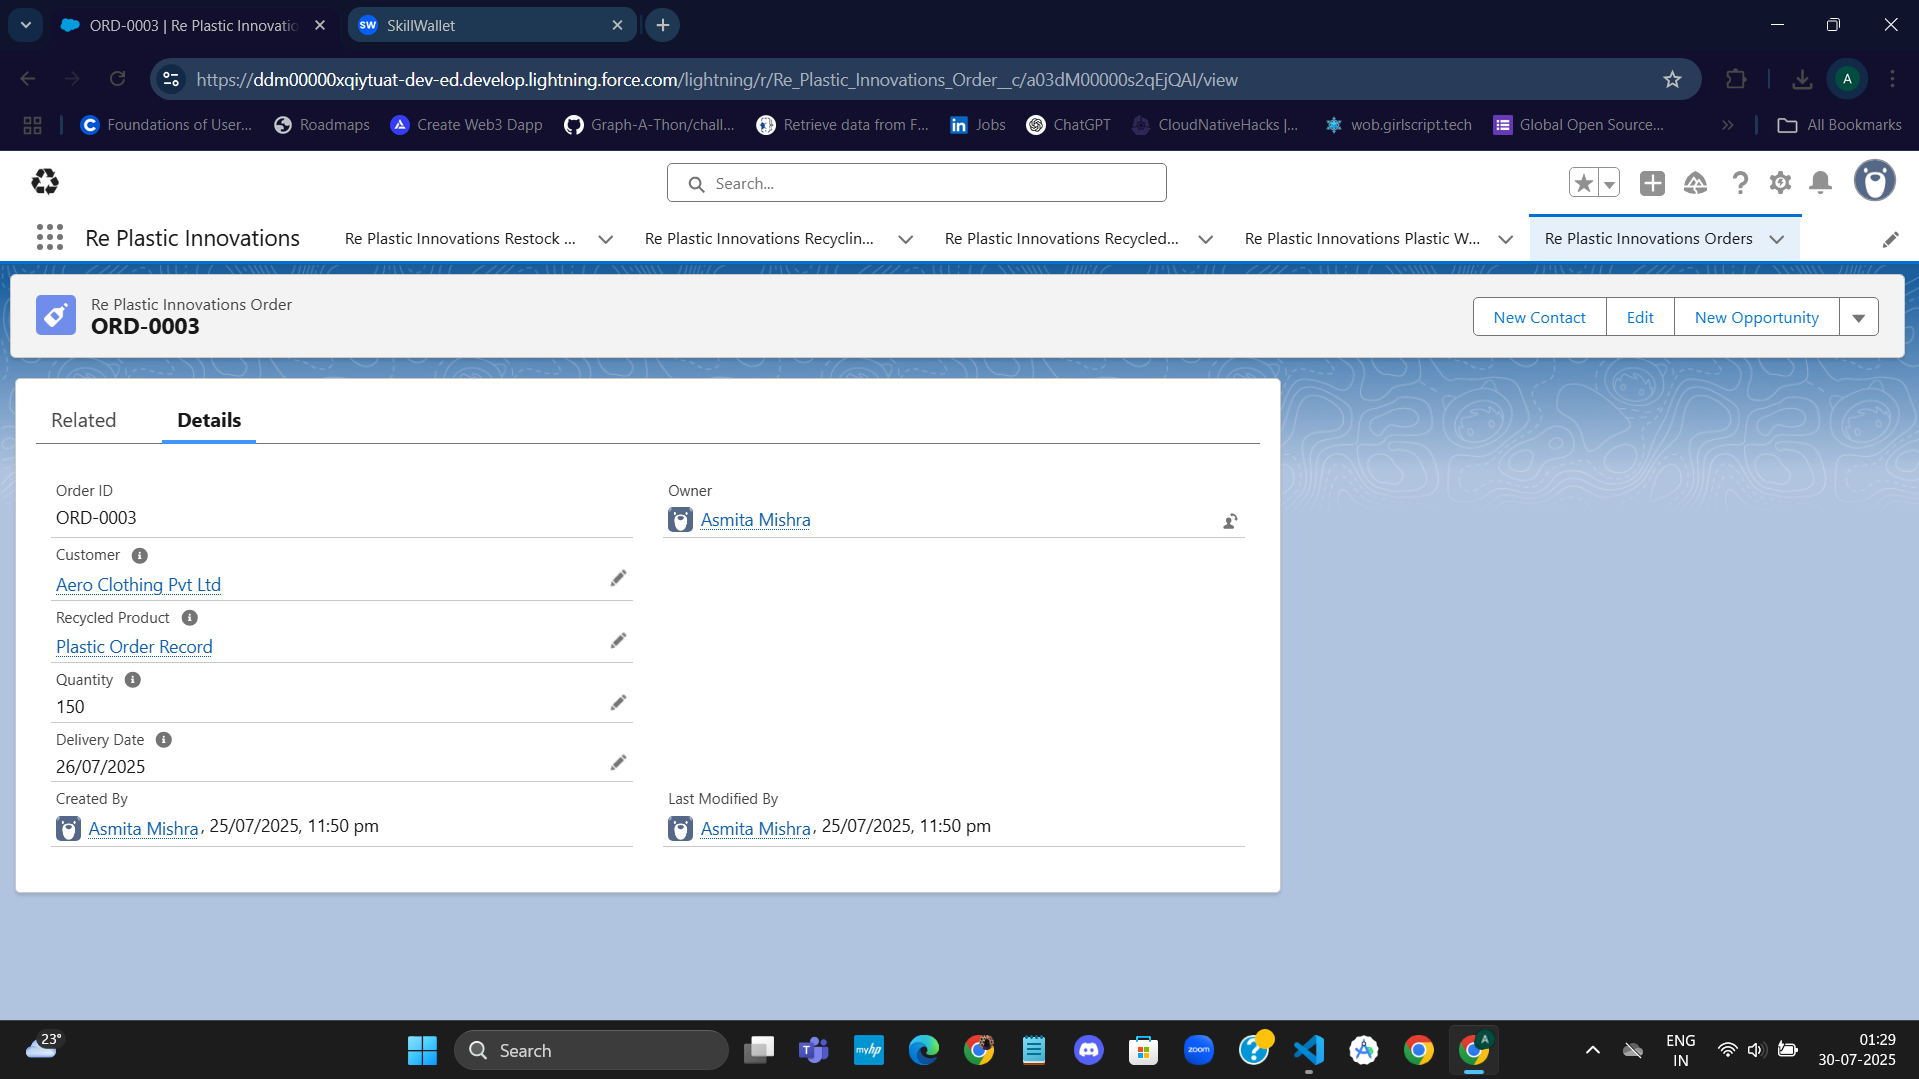 ORD-0003 | Re Plastic Innovatio
SW SkillWallet
https://ddm00000xqiytuat-dev-ed.develop.lightning.force.com/lightning/r/Re_Plastic_Innovations_Order__c/a03dM00000s2qEjQAI/view
A
Foundations of User...
Roadmaps
Create Web3 Dapp
Graph-A-Thon/chall...
Retrieve data from F...
Jobs
ChatGPT
CloudNativeHacks |...
wob.girlscript.tech
Global Open Source...
All Bookmarks
Search...
Re Plastic Innovations
Re Plastic Innovations Restock ...
Re Plastic Innovations Recyclin...
Re Plastic Innovations Recycled...
Re Plastic Innovations Plastic W...
Re Plastic Innovations Orders
Re Plastic Innovations Order
ORD-0003
New Contact
Edit
New Opportunity
Related
Details
Order ID
ORD-0003
Owner
Asmita Mishra
Customer
Aero Clothing Pvt Ltd
Recycled Product
Plastic Order Record
Quantity
150
Delivery Date
26/07/2025
Created By
Asmita Mishra, 25/07/2025, 11:50 pm
Last Modified By
Asmita Mishra, 25/07/2025, 11:50 pm
23°
Search
myhp
zoom
A
ENG
IN
01:29
30-07-2025